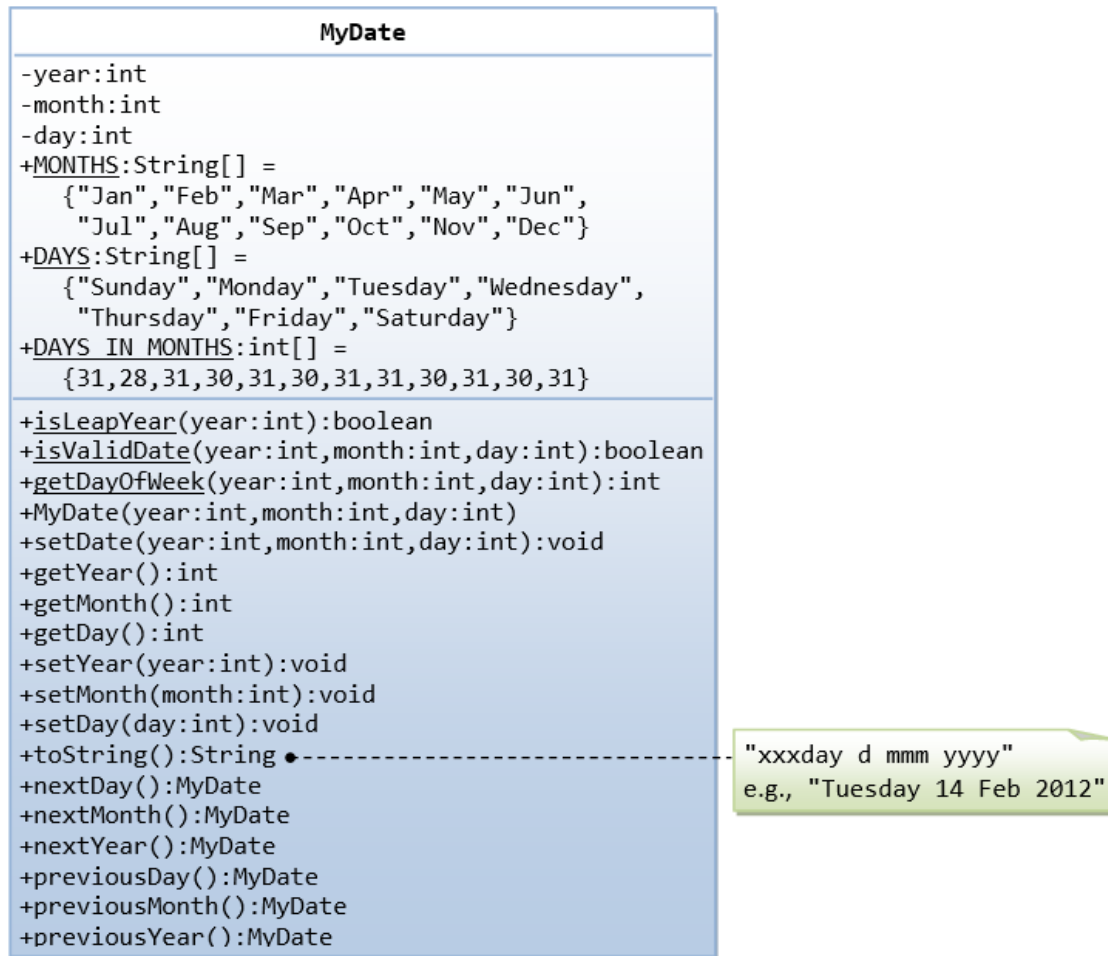 MyDate
-year:int
-month:int
-day:int
+MONTHS:String[] =
{"Jan","Feb","Mar","Apr","May","Jun",
"Jul","Aug","Sep","Oct","Nov","Dec"}
+DAYS:String[] =
{"Sunday","Monday","Tuesday","Wednesday",
"Thursday","Friday","Saturday"}
+DAYS_IN_MONTHS:int[] =
{31,28,31,30,31,30,31,31,30,31,30,31}
+isLeapYear(year:int):boolean
+isValidDate(year:int,month:int,day:int):boolean
+getDayOfWeek(year:int,month:int,day:int):int
+MyDate(year:int,month:int,day:int)
+setDate(year:int,month:int,day:int):void
+getYear():int
+getMonth():int
+getDay():int
+setYear(year:int):void
+setMonth(month:int):void
+setDay(day:int):void
+toString():String
"xxxday d mmm yyyy"
e.g., "Tuesday 14 Feb 2012"
+nextDay():MyDate
+nextMonth():MyDate
+nextYear():MyDate
+previousDay():MyDate
+previousMonth():MyDate
+previousYear():MyDate